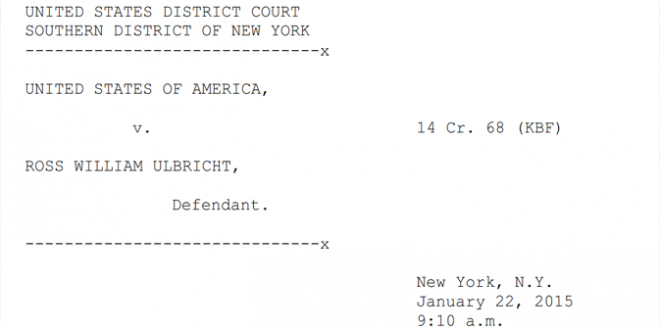 UNITED STATES DISTRICT COURT
SOUTHERN DISTRICT OF NEW YORK
------------------------------x
UNITED STATES OF AMERICA,
v. 14 Cr. 68 (KBF)
ROSS WILLIAM ULBRICHT,
Defendant.
------------------------------x
New York, N.Y.
January 22, 2015
9:10 a.m.